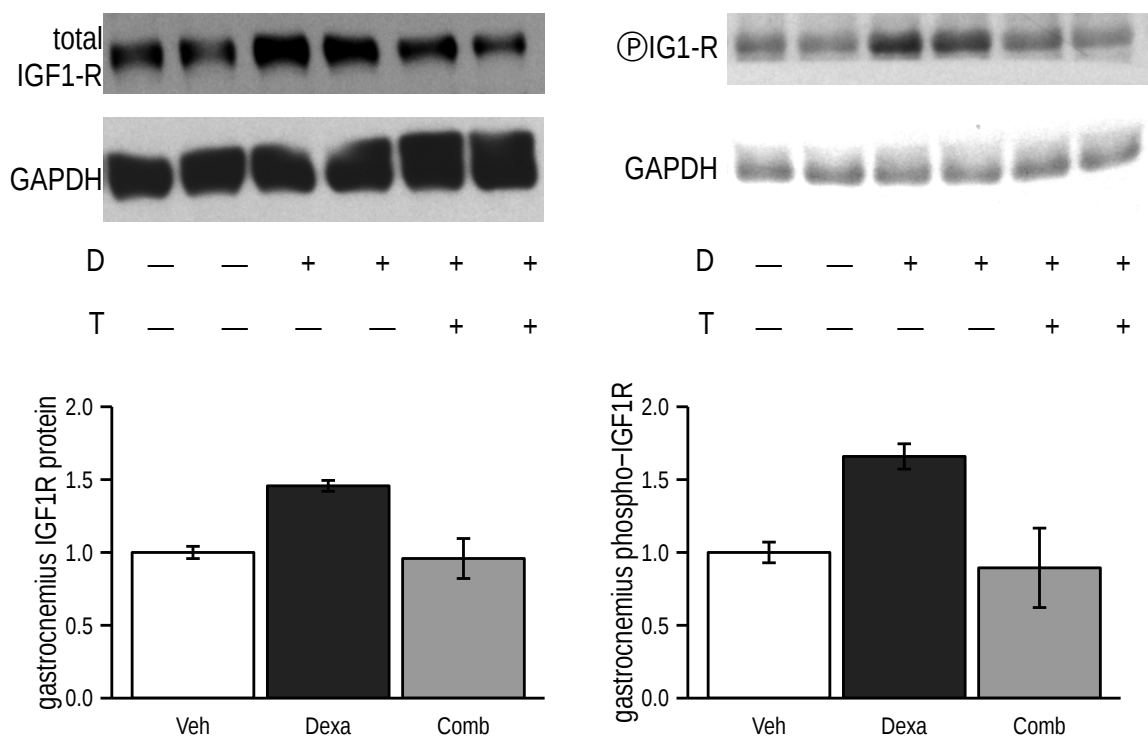 total
IGF1-R
GAPDH
D — — + + + +
T — — — — + +
gastrocnemius IGF1R protein
2.0
1.5
1.0
0.5
0.0
Veh Dexa Comb
ⓅIG1-R
GAPDH
D — — + + + +
T — — — — + +
gastrocnemius phospho−IGF1R
2.0
1.5
1.0
0.5
0.0
Veh Dexa Comb